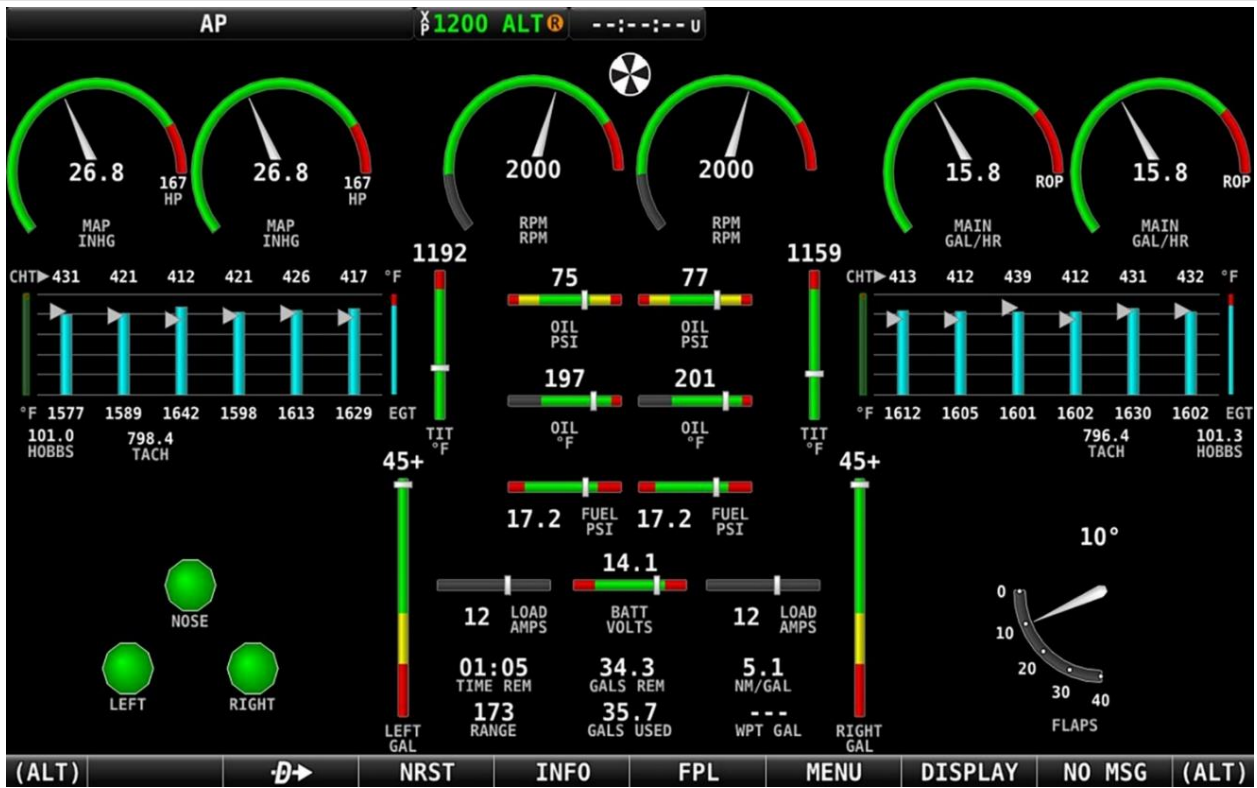 AP
XP 1200 ALT R --:--:-- U
26.8 167 HP
MAP INHG
26.8 167 HP
MAP INHG
2000
RPM RPM
2000
RPM RPM
15.8 ROP
MAIN GAL/HR
15.8 ROP
MAIN GAL/HR
CHT 431 421 412 421 426 417 °F
°F 1577 1589 1642 1598 1613 1629 EGT
101.0 HOBBS
798.4 TACH
1192
TIT °F
75
OIL PSI
77
OIL PSI
197
OIL °F
201
OIL °F
1159
TIT °F
CHT 413 412 439 412 431 432 °F
°F 1612 1605 1601 1602 1630 1602 EGT
796.4 TACH
101.3 HOBBS
NOSE
LEFT RIGHT
45+
LEFT GAL
17.2 FUEL PSI
17.2 FUEL PSI
12 LOAD AMPS
14.1
BATT VOLTS
12 LOAD AMPS
01:05
TIME REM
34.3
GALS REM
5.1
NM/GAL
173
RANGE
35.7
GALS USED
---
WPT GAL
45+
RIGHT GAL
10°
0
10
20
30
40
FLAPS
(ALT) D NRST INFO FPL MENU DISPLAY NO MSG (ALT)